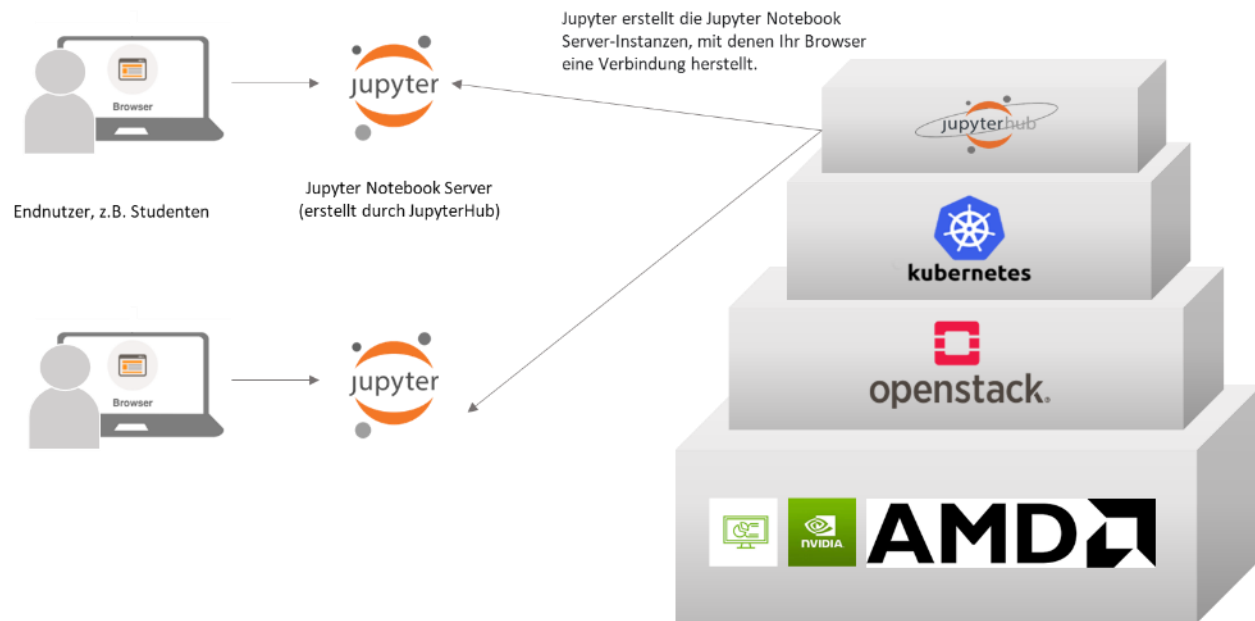 Jupyter erstellt die Jupyter Notebook
Server-Instanzen, mit denen Ihr Browser
eine Verbindung herstellt.
Browser
jupyter
jupyterhub
Endnutzer, z.B. Studenten
Jupyter Notebook Server
(erstellt durch JupyterHub)
kubernetes
Browser
jupyter
openstack.
NVIDIA
AMD